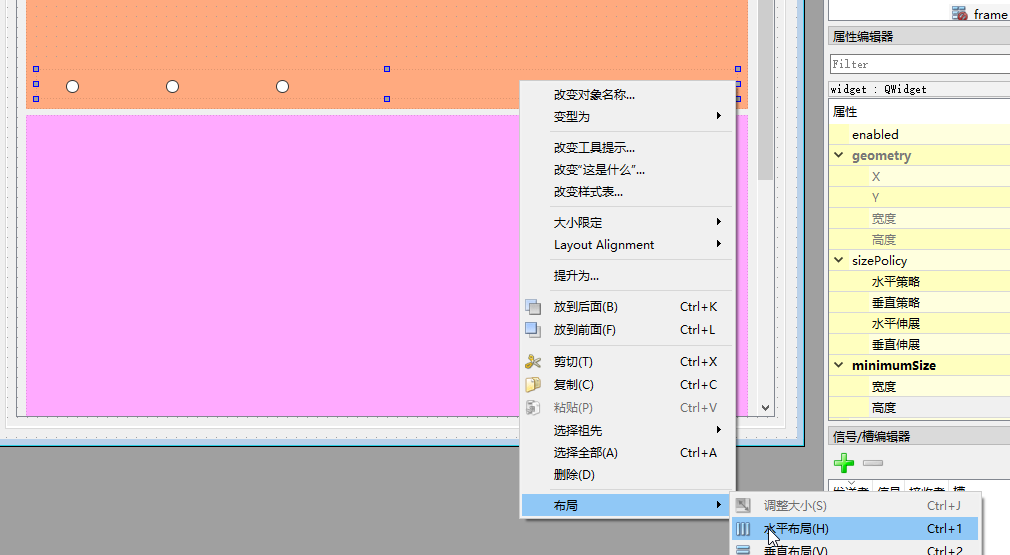 frame
属性编辑器
Filter
widget : QWidget
属性
enabled
geometry
X
Y
宽度
高度
sizePolicy
水平策略
垂直策略
水平伸展
垂直伸展
minimumSize
宽度
高度
信号/槽编辑器
发送者 信号 接收者 槽
改变对象名称...
变型为
改变工具提示...
改变“这是什么”...
改变样式表...
大小限定
Layout Alignment
提升为...
放到后面(B) Ctrl+K
放到前面(F) Ctrl+L
剪切(T) Ctrl+X
复制(C) Ctrl+C
粘贴(P) Ctrl+V
选择祖先
选择全部(A) Ctrl+A
删除(D)
布局
调整大小(S) Ctrl+J
水平布局(H) Ctrl+1
垂直布局(V) Ctrl+2